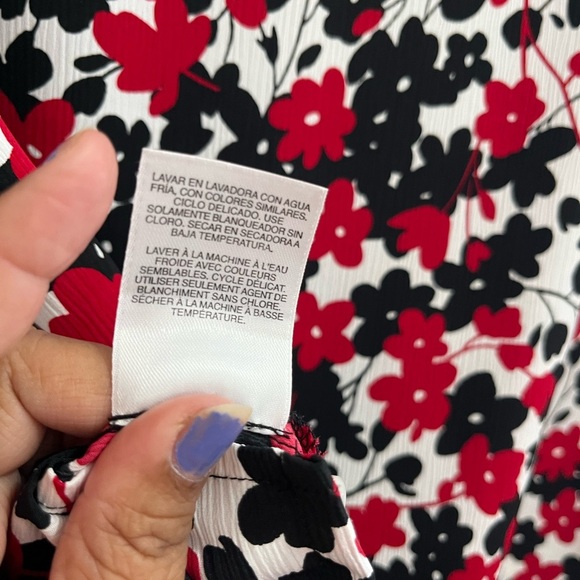 LAVAR EN LAVADORA CON AGUA
FRÍA, CON COLORES SIMILARES.
CICLO DELICADO. USE
SOLAMENTE BLANQUEADOR SIN
CLORO. SECAR EN SECADORA A
BAJA TEMPERATURA.
LAVER À LA MACHINE À L'EAU
FROIDE AVEC COULEURS
SEMBLABLES. CYCLE DÉLICAT.
UTILISER SEULEMENT AGENT DE
BLANCHIMENT SANS CHLORE.
SÉCHER À LA MACHINE À BASSE
TEMPÉRATURE.